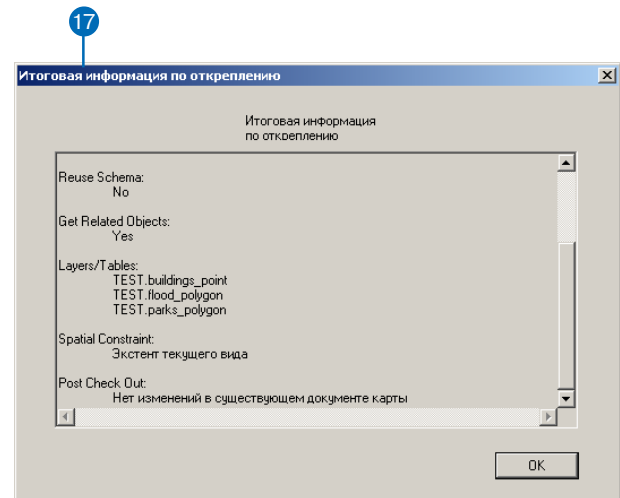 17
Итоговая информация по откреплению
Итоговая информация
по откреплению
Reuse Schema:
No
Get Related Objects:
Yes
Layers/Tables:
TEST.buildings_point
TEST.flood_polygon
TEST.parks_polygon
Spatial Constraint:
Экстент текущего вида
Post Check Out:
Нет изменений в существующем документе карты
OK